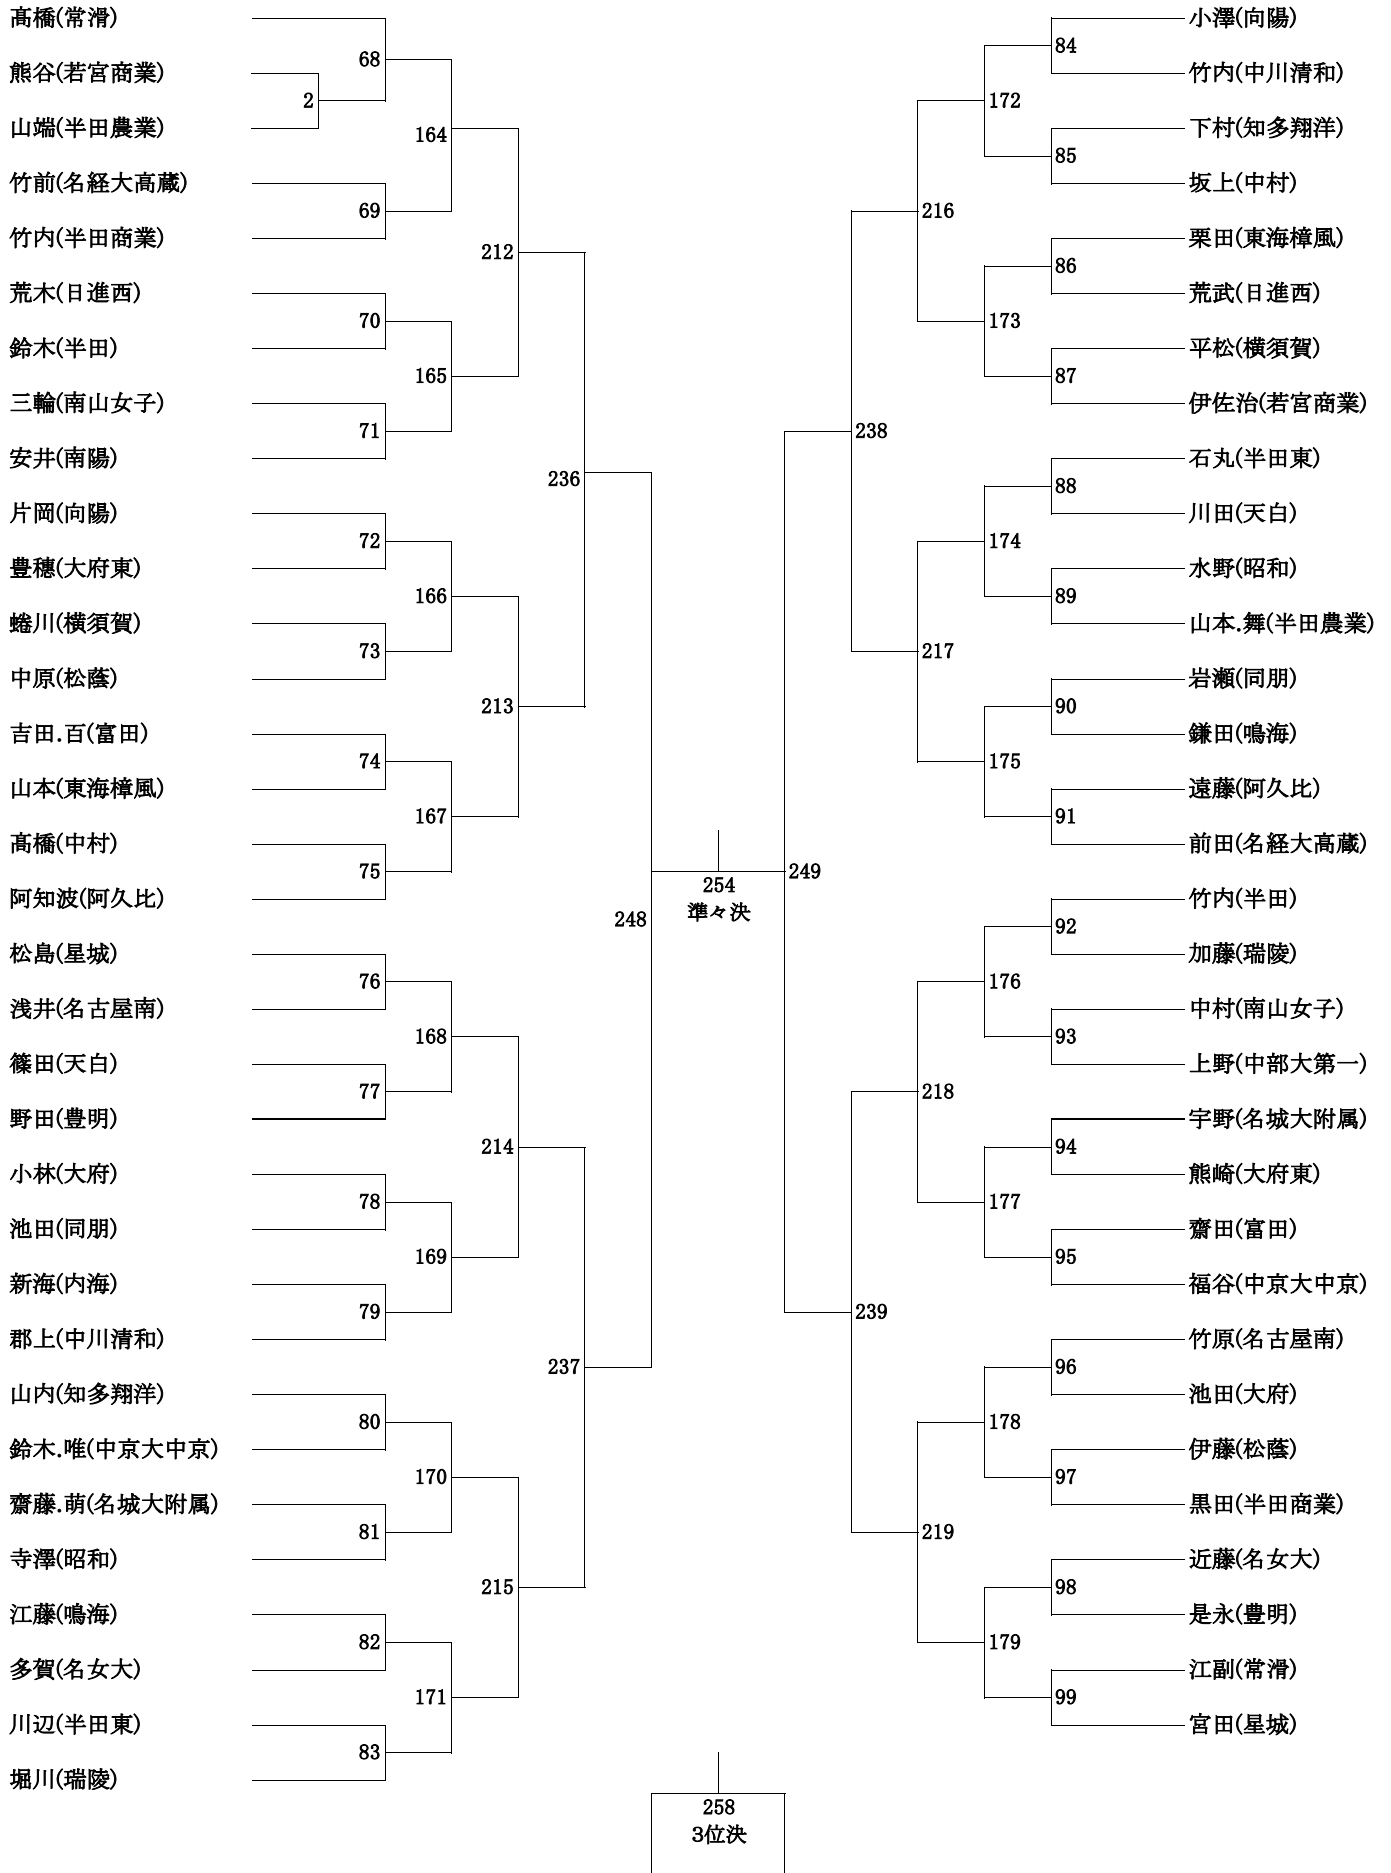 髙橋(常滑)
熊谷(若宮商業)
山端(半田農業)
竹前(名経大高蔵)
竹内(半田商業)
荒木(日進西)
鈴木(半田)
三輪(南山女子)
安井(南陽)
片岡(向陽)
豊穂(大府東)
蜷川(横須賀)
中原(松蔭)
吉田.百(富田)
山本(東海樟風)
髙橋(中村)
阿知波(阿久比)
松島(星城)
浅井(名古屋南)
篠田(天白)
野田(豊明)
小林(大府)
池田(同朋)
新海(内海)
郡上(中川清和)
山内(知多翔洋)
鈴木.唯(中京大中京)
齋藤.萌(名城大附属)
寺澤(昭和)
江藤(鳴海)
多賀(名女大)
川辺(半田東)
堀川(瑞陵)
2
68
69
70
71
72
73
74
75
76
77
78
79
80
81
82
83
164
165
166
167
168
169
170
171
212
213
214
215
236
237
248
254
準々決
258
3位決
249
238
239
216
217
218
219
172
173
174
175
176
177
178
179
84
85
86
87
88
89
90
91
92
93
94
95
96
97
98
99
小澤(向陽)
竹内(中川清和)
下村(知多翔洋)
坂上(中村)
栗田(東海樟風)
荒武(日進西)
平松(横須賀)
伊佐治(若宮商業)
石丸(半田東)
川田(天白)
水野(昭和)
山本.舞(半田農業)
岩瀬(同朋)
鎌田(鳴海)
遠藤(阿久比)
前田(名経大高蔵)
竹内(半田)
加藤(瑞陵)
中村(南山女子)
上野(中部大第一)
宇野(名城大附属)
熊崎(大府東)
齋田(富田)
福谷(中京大中京)
竹原(名古屋南)
池田(大府)
伊藤(松蔭)
黒田(半田商業)
近藤(名女大)
是永(豊明)
江副(常滑)
宮田(星城)